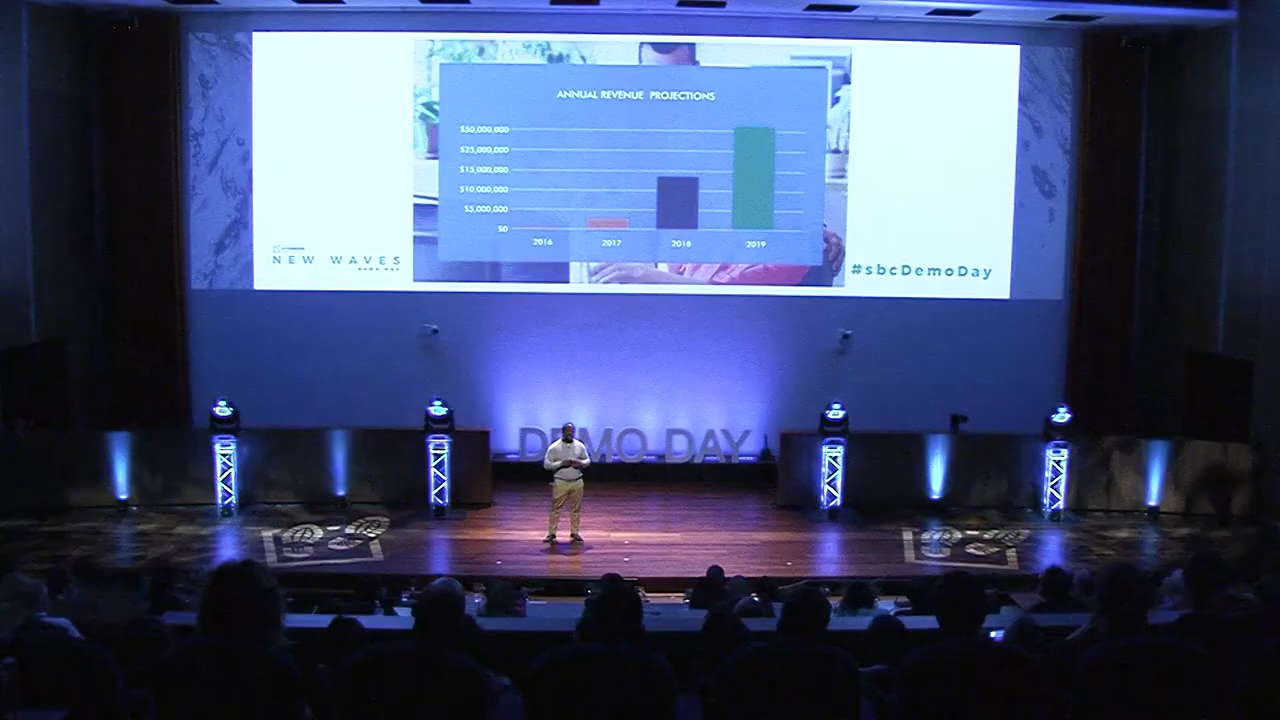 ANNUAL REVENUE PROJECTIONS
$50,000,000
$25,000,000
$15,000,000
$10,000,000
$5,000,000
$0
2016 2017 2018 2019
NEW WAVES
DEMO DAY
#sbcDemoDay
DEMO DAY